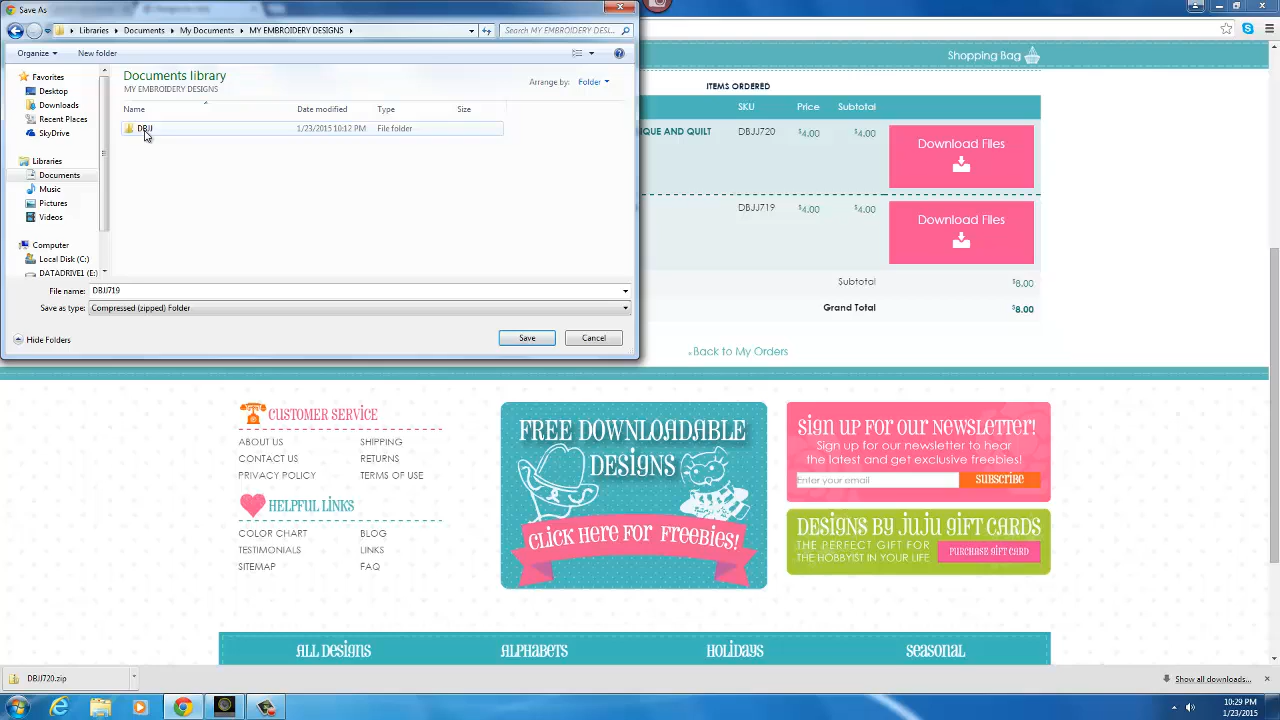 Save As
Libraries Documents My Documents MY EMBROIDERY DESIGNS
Search MY EMBROIDERY DESI...
Organize New folder
Favorites
Desktop
Downloads
Recent Places
SkyDrive
Libraries
Documents
Music
Pictures
Videos
Computer
Local Disk (C:)
DATADRIVE1 (E:)
Documents library
MY EMBROIDERY DESIGNS
Arrange by: Folder
Name Date modified Type Size
DBJJ 1/23/2015 10:12 PM File folder
File name: DBJJ719
Save as type: Compressed (zipped) Folder
Hide Folders Save Cancel
Shopping Bag
ITEMS ORDERED
SKU Price Subtotal
QUE AND QUILT DBJJ720 $4.00 $4.00 Download Files
DBJJ719 $4.00 $4.00 Download Files
Subtotal $8.00
Grand Total $8.00
Back to My Orders
CUSTOMER SERVICE
ABOUT US SHIPPING
CONTACT US RETURNS
PRIVACY POLICY TERMS OF USE
HELPFUL LINKS
COLOR CHART BLOG
TESTIMONIALS LINKS
SITEMAP FAQ
FREE DOWNLOADABLE
DESIGNS
CLICK HERE FOR FREEBIES!
SIGN UP FOR OUR NEWSLETTER!
Sign up for our newsletter to hear
the latest and get exclusive freebies!
Enter your email SUBSCRIBE
DESIGNS BY JUJU GIFT CARDS
THE PERFECT GIFT FOR
THE HOBBYIST IN YOUR LIFE
PURCHASE GIFT CARD
ALL DESIGNS ALPHABETS HOLIDAYS SEASONAL
DBJJ720.zip
Show all downloads...
10:29 PM
1/23/2015